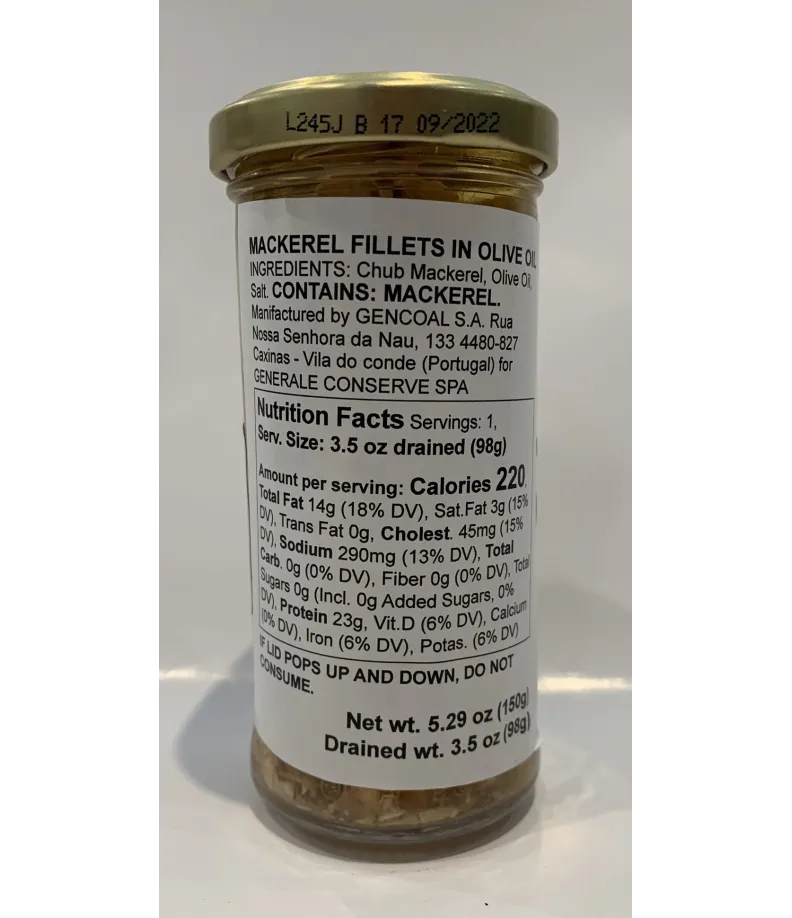 L245J B 17 09/2022
MACKEREL FILLETS IN OLIVE OIL
INGREDIENTS: Chub Mackerel, Olive Oil,
Salt. CONTAINS: MACKEREL.
Manifactured by GENCOAL S.A. Rua
Nossa Senhora da Nau, 133 4480-827
Caxinas - Vila do conde (Portugal) for
GENERALE CONSERVE SPA
Nutrition Facts Servings: 1,
Serv. Size: 3.5 oz drained (98g)
Amount per serving: Calories 220,
Total Fat 14g (18% DV), Sat.Fat 3g (15%
DV), Trans Fat 0g, Cholest. 45mg (15%
DV), Sodium 290mg (13% DV), Total
Carb. 0g (0% DV), Fiber 0g (0% DV), Total
Sugars 0g (Incl. 0g Added Sugars, 0%
DV), Protein 23g, Vit.D (6% DV), Calcium
(0% DV), Iron (6% DV), Potas. (6% DV)
IF LID POPS UP AND DOWN, DO NOT
CONSUME.
Net wt. 5.29 oz (150g)
Drained wt. 3.5 oz (98g)